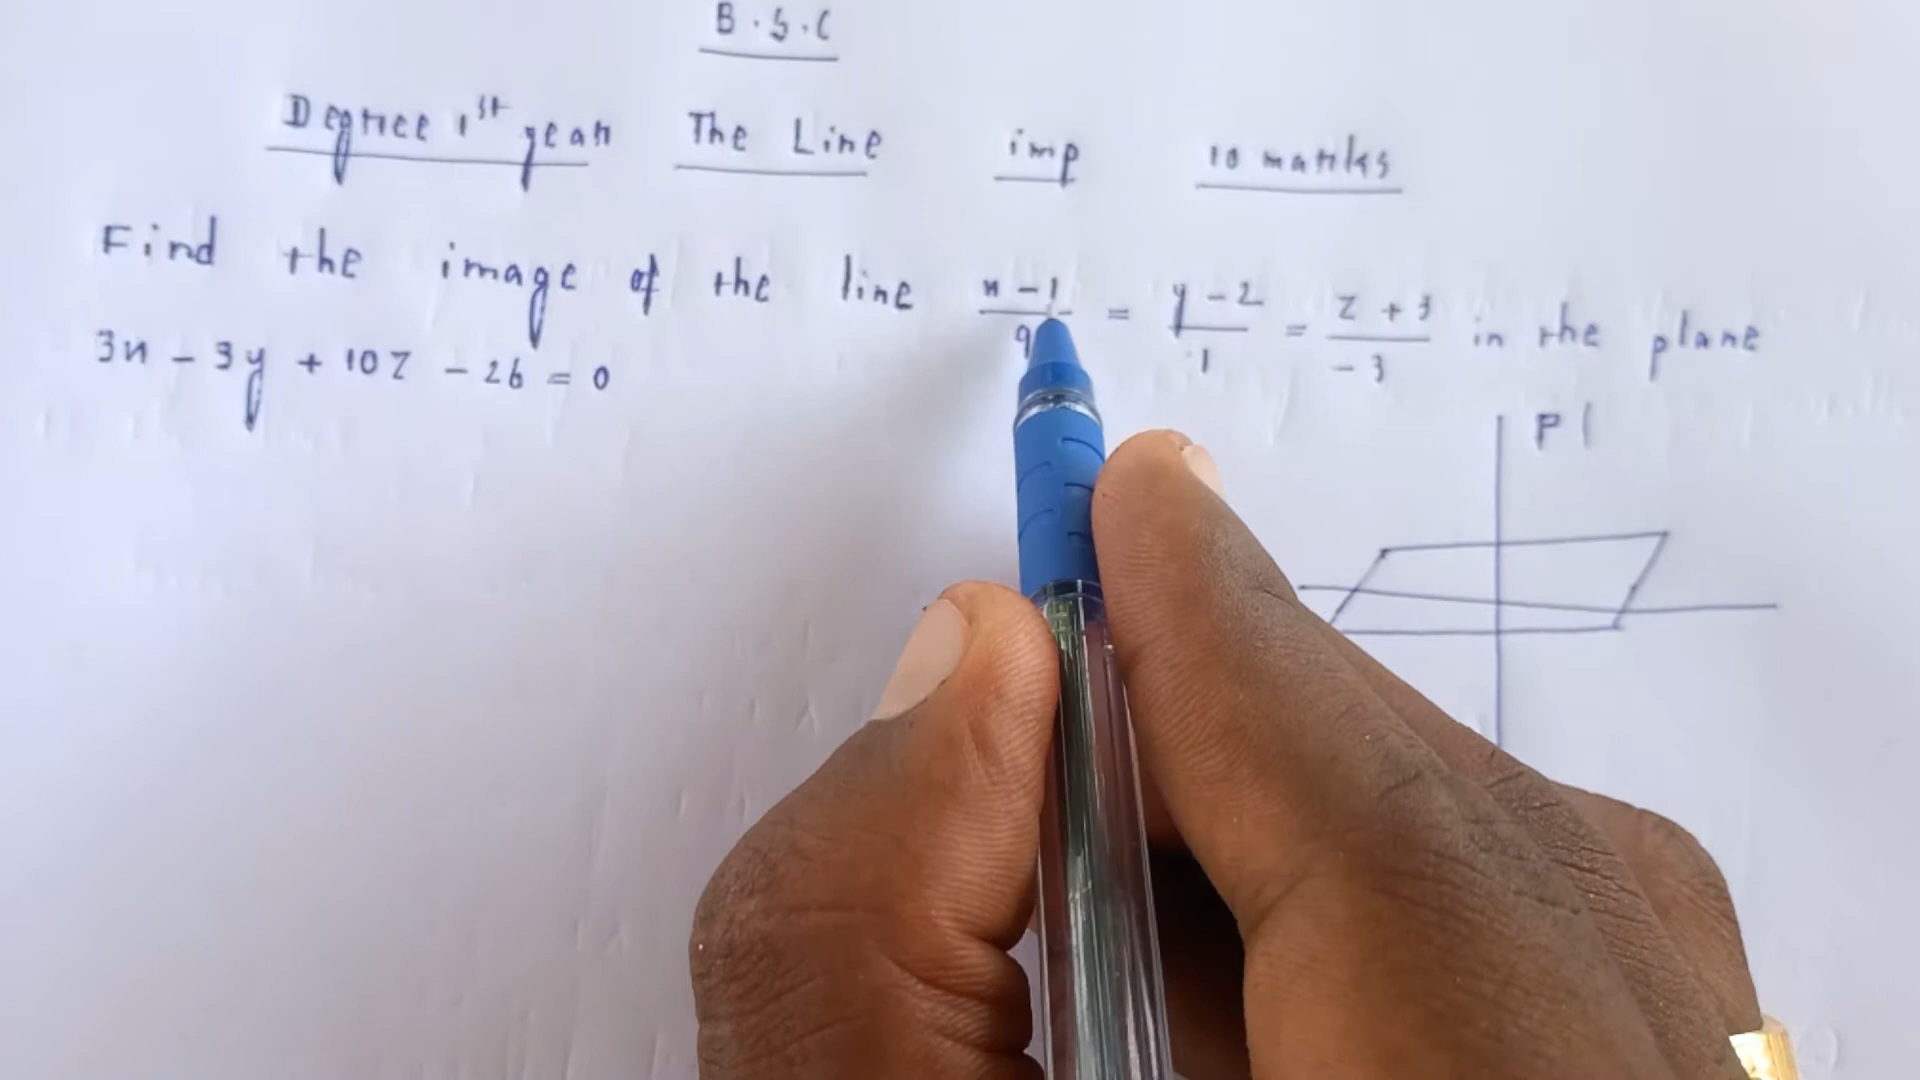 B.S.C
Degree 1st year The Line imp 10 marks
Find the image of the line x-1/9 = y-2/-1 = z+3/-3 in the plane
3x - 3y + 10z - 26 = 0
P(